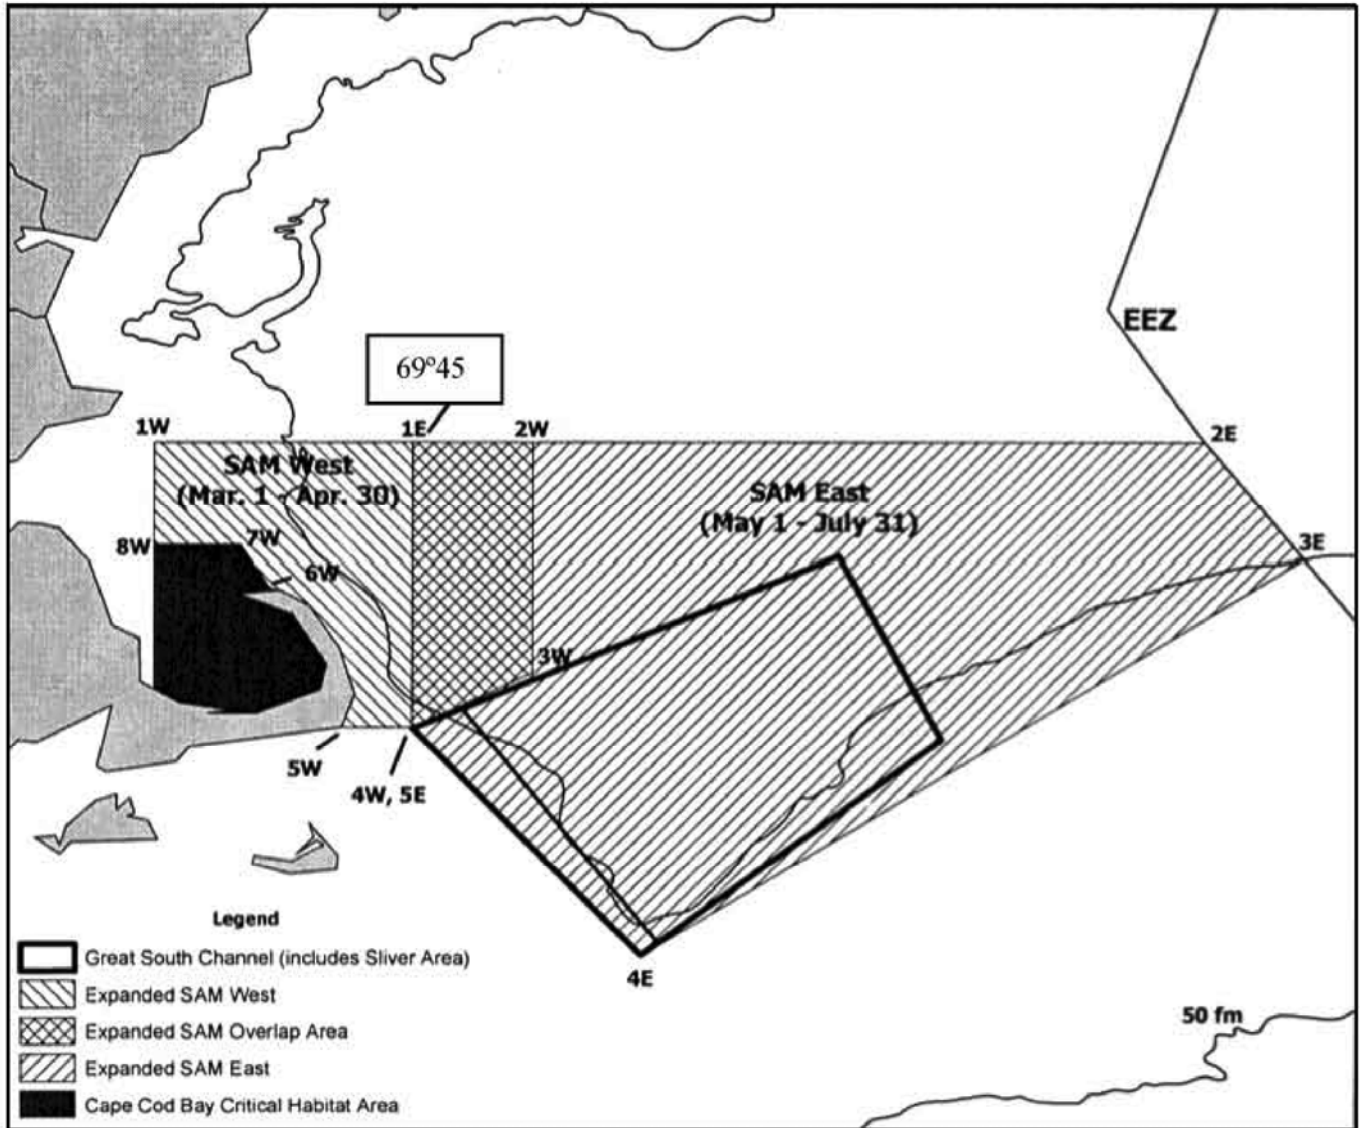 EEZ
69º45
1W
1E
2W
2E
SAM West
(Mar. 1 - Apr. 30)
SAM East
(May 1 - July 31)
8W
7W
6W
3E
3W
5W
4W, 5E
4E
Legend
Great South Channel (includes Sliver Area)
Expanded SAM West
Expanded SAM Overlap Area
Expanded SAM East
Cape Cod Bay Critical Habitat Area
50 fm